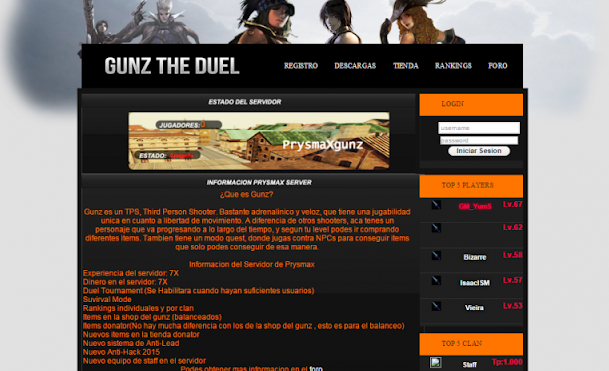 GUNZ THE DUEL
REGISTRO DESCARGAS TIENDA RANKINGS FORO
ESTADO DEL SERVIDOR
JUGADORES:
ESTADO:
PrysmaXgunz
INFORMACION PRYSMAX SERVER
¿Que es Gunz?
Gunz es un TPS, Third Person Shooter. Bastante adrenalinico y veloz, que tiene una jugabilidad
unica en cuanto a libertad de movimiento. A diferencia de otros shooters, aca tenes un
personaje que va progresando a lo largo del tiempo, y segun tu level podes ir comprando
diferentes items. Tambien tiene un modo quest, donde jugas contra NPCs para conseguir items
que solo podes conseguir de esa manera.
Informacion del Servidor de Prysmax
Experiencia del servidor: 7X
Dinero en el servidor: 7X
Duel Tournament (Se Habilitara cuando hayan suficientes usuarios)
Suvirval Mode
Rankings individuales y por clan
Items en la shop del gunz (balanceados)
Items donator(No hay mucha diferencia con los de la shop del gunz , esto es para el balanceo)
Nuevos items en la tienda donator
Nuevo sistema de Anti-Lead
Nuevo Anti-Hack 2015
Nuevo equipo de staff en el servidor
Podes obtener mas informacion en el foro
LOGIN
username
password
Iniciar Sesion
TOP 5 PLAYERS
GM_YumS Lv.67
Lv.62
Bizarre Lv.58
IsaacISM Lv.57
Vieira Lv.53
TOP 5 CLAN
Staff Tp:1.000